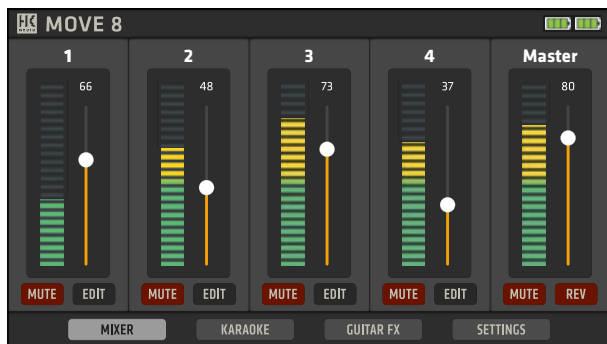 HK
AUDIO
MOVE 8
1 2 3 4 Master
66 48 73 37 80
MUTE EDIT MUTE EDIT MUTE EDIT MUTE EDIT MUTE REV
MIXER KARAOKE GUITAR FX SETTINGS